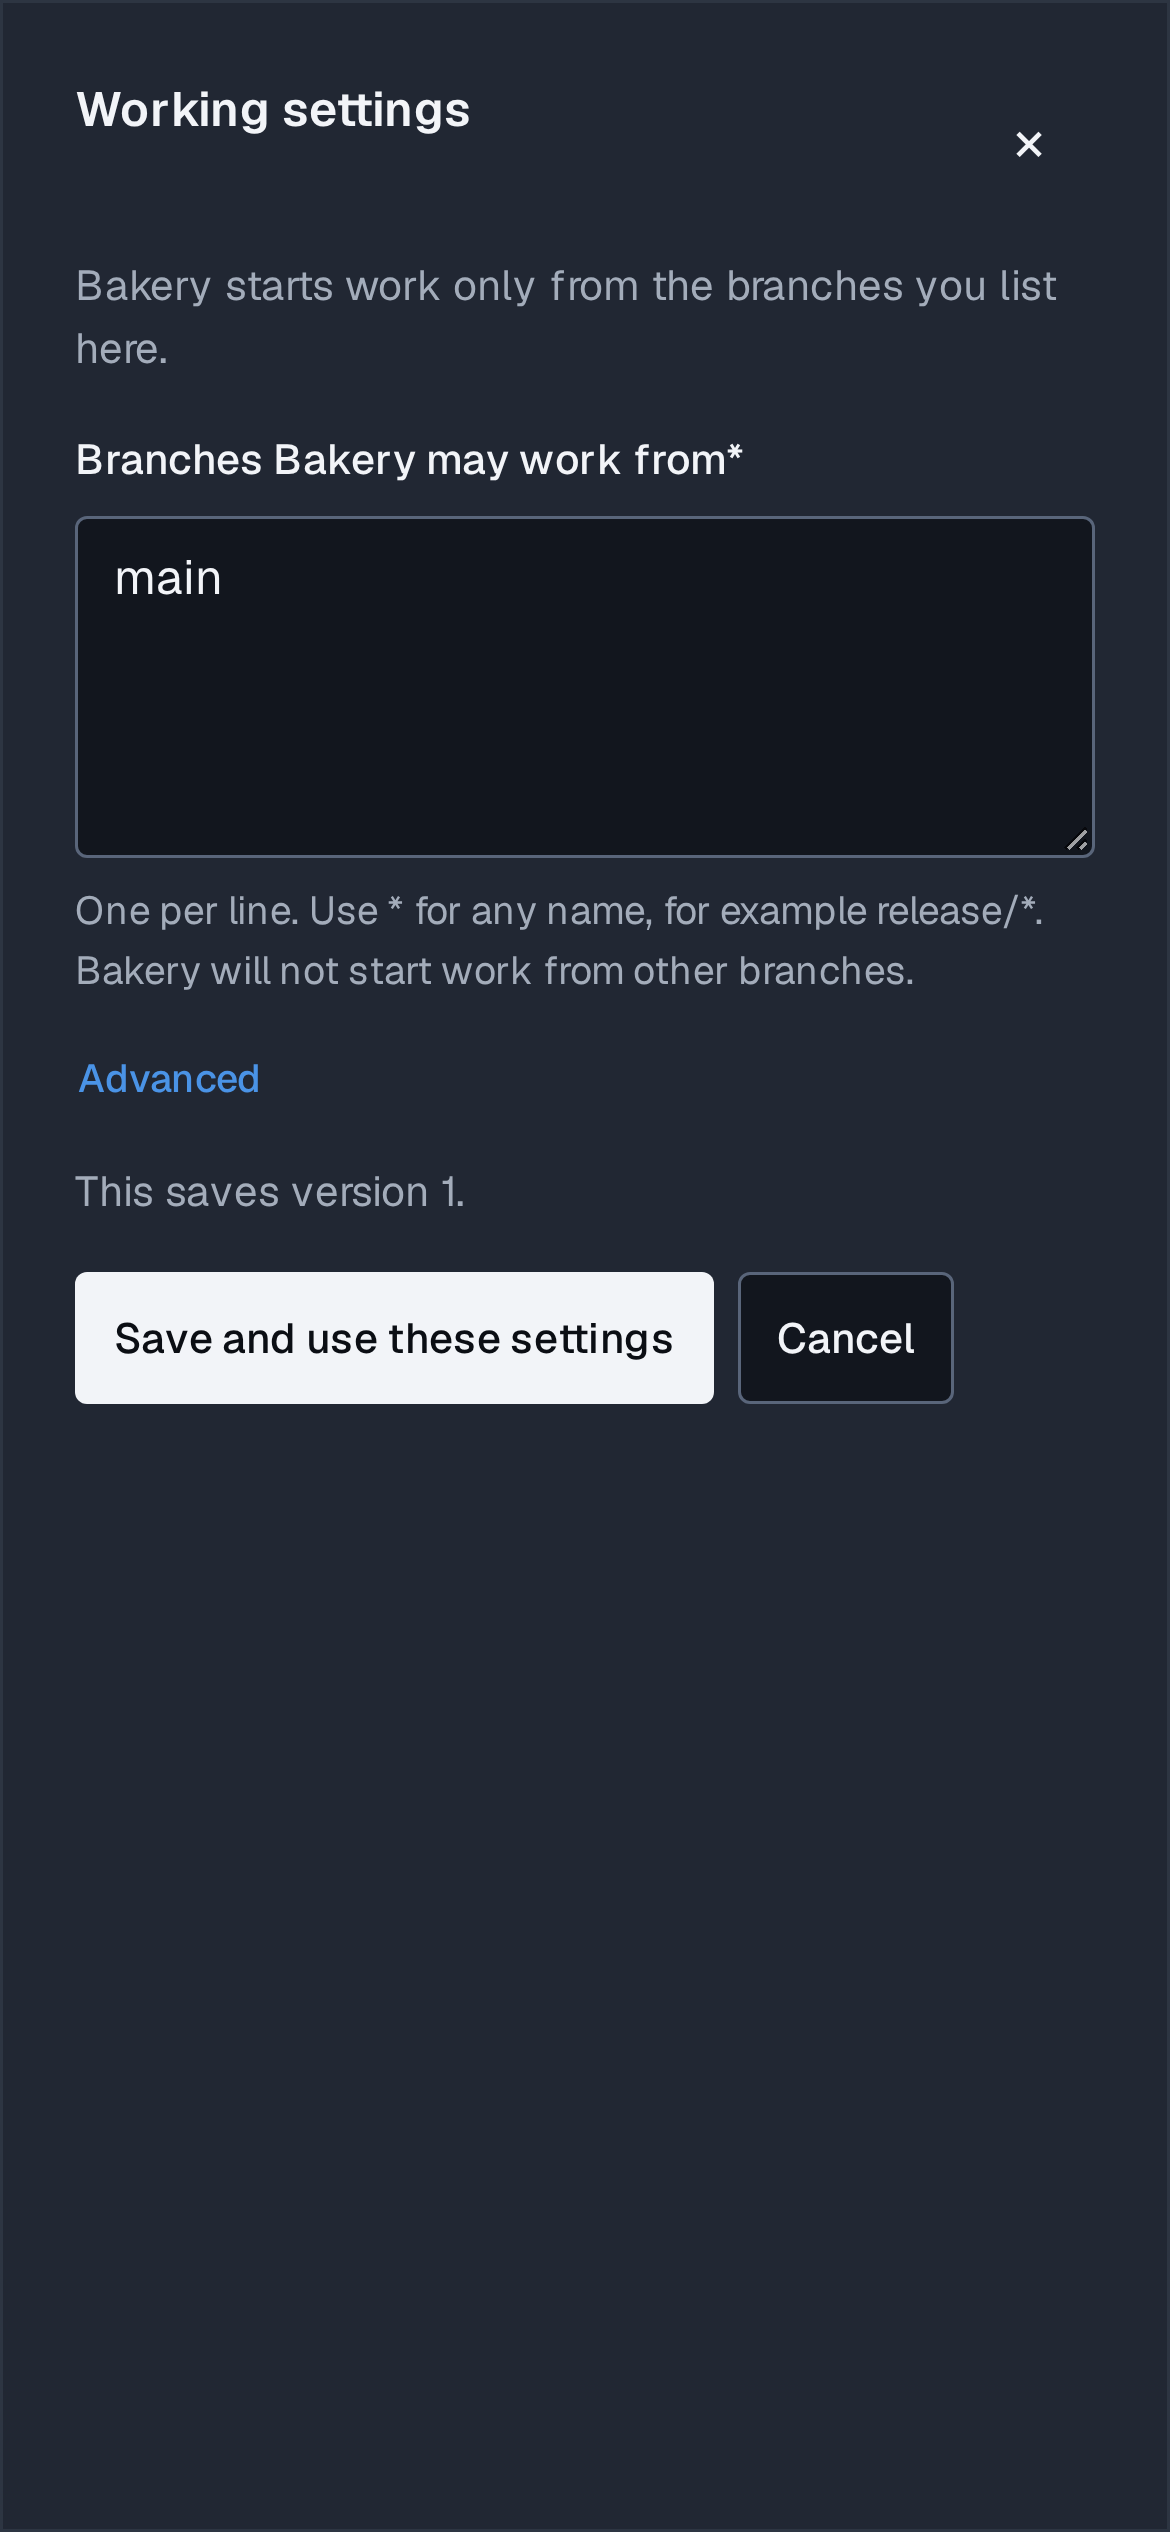 Working settings
Bakery starts work only from the branches you list
here.
Branches Bakery may work from*
main
One per line. Use * for any name, for example release/*.
Bakery will not start work from other branches.
Advanced
This saves version 1.
Save and use these settings
Cancel